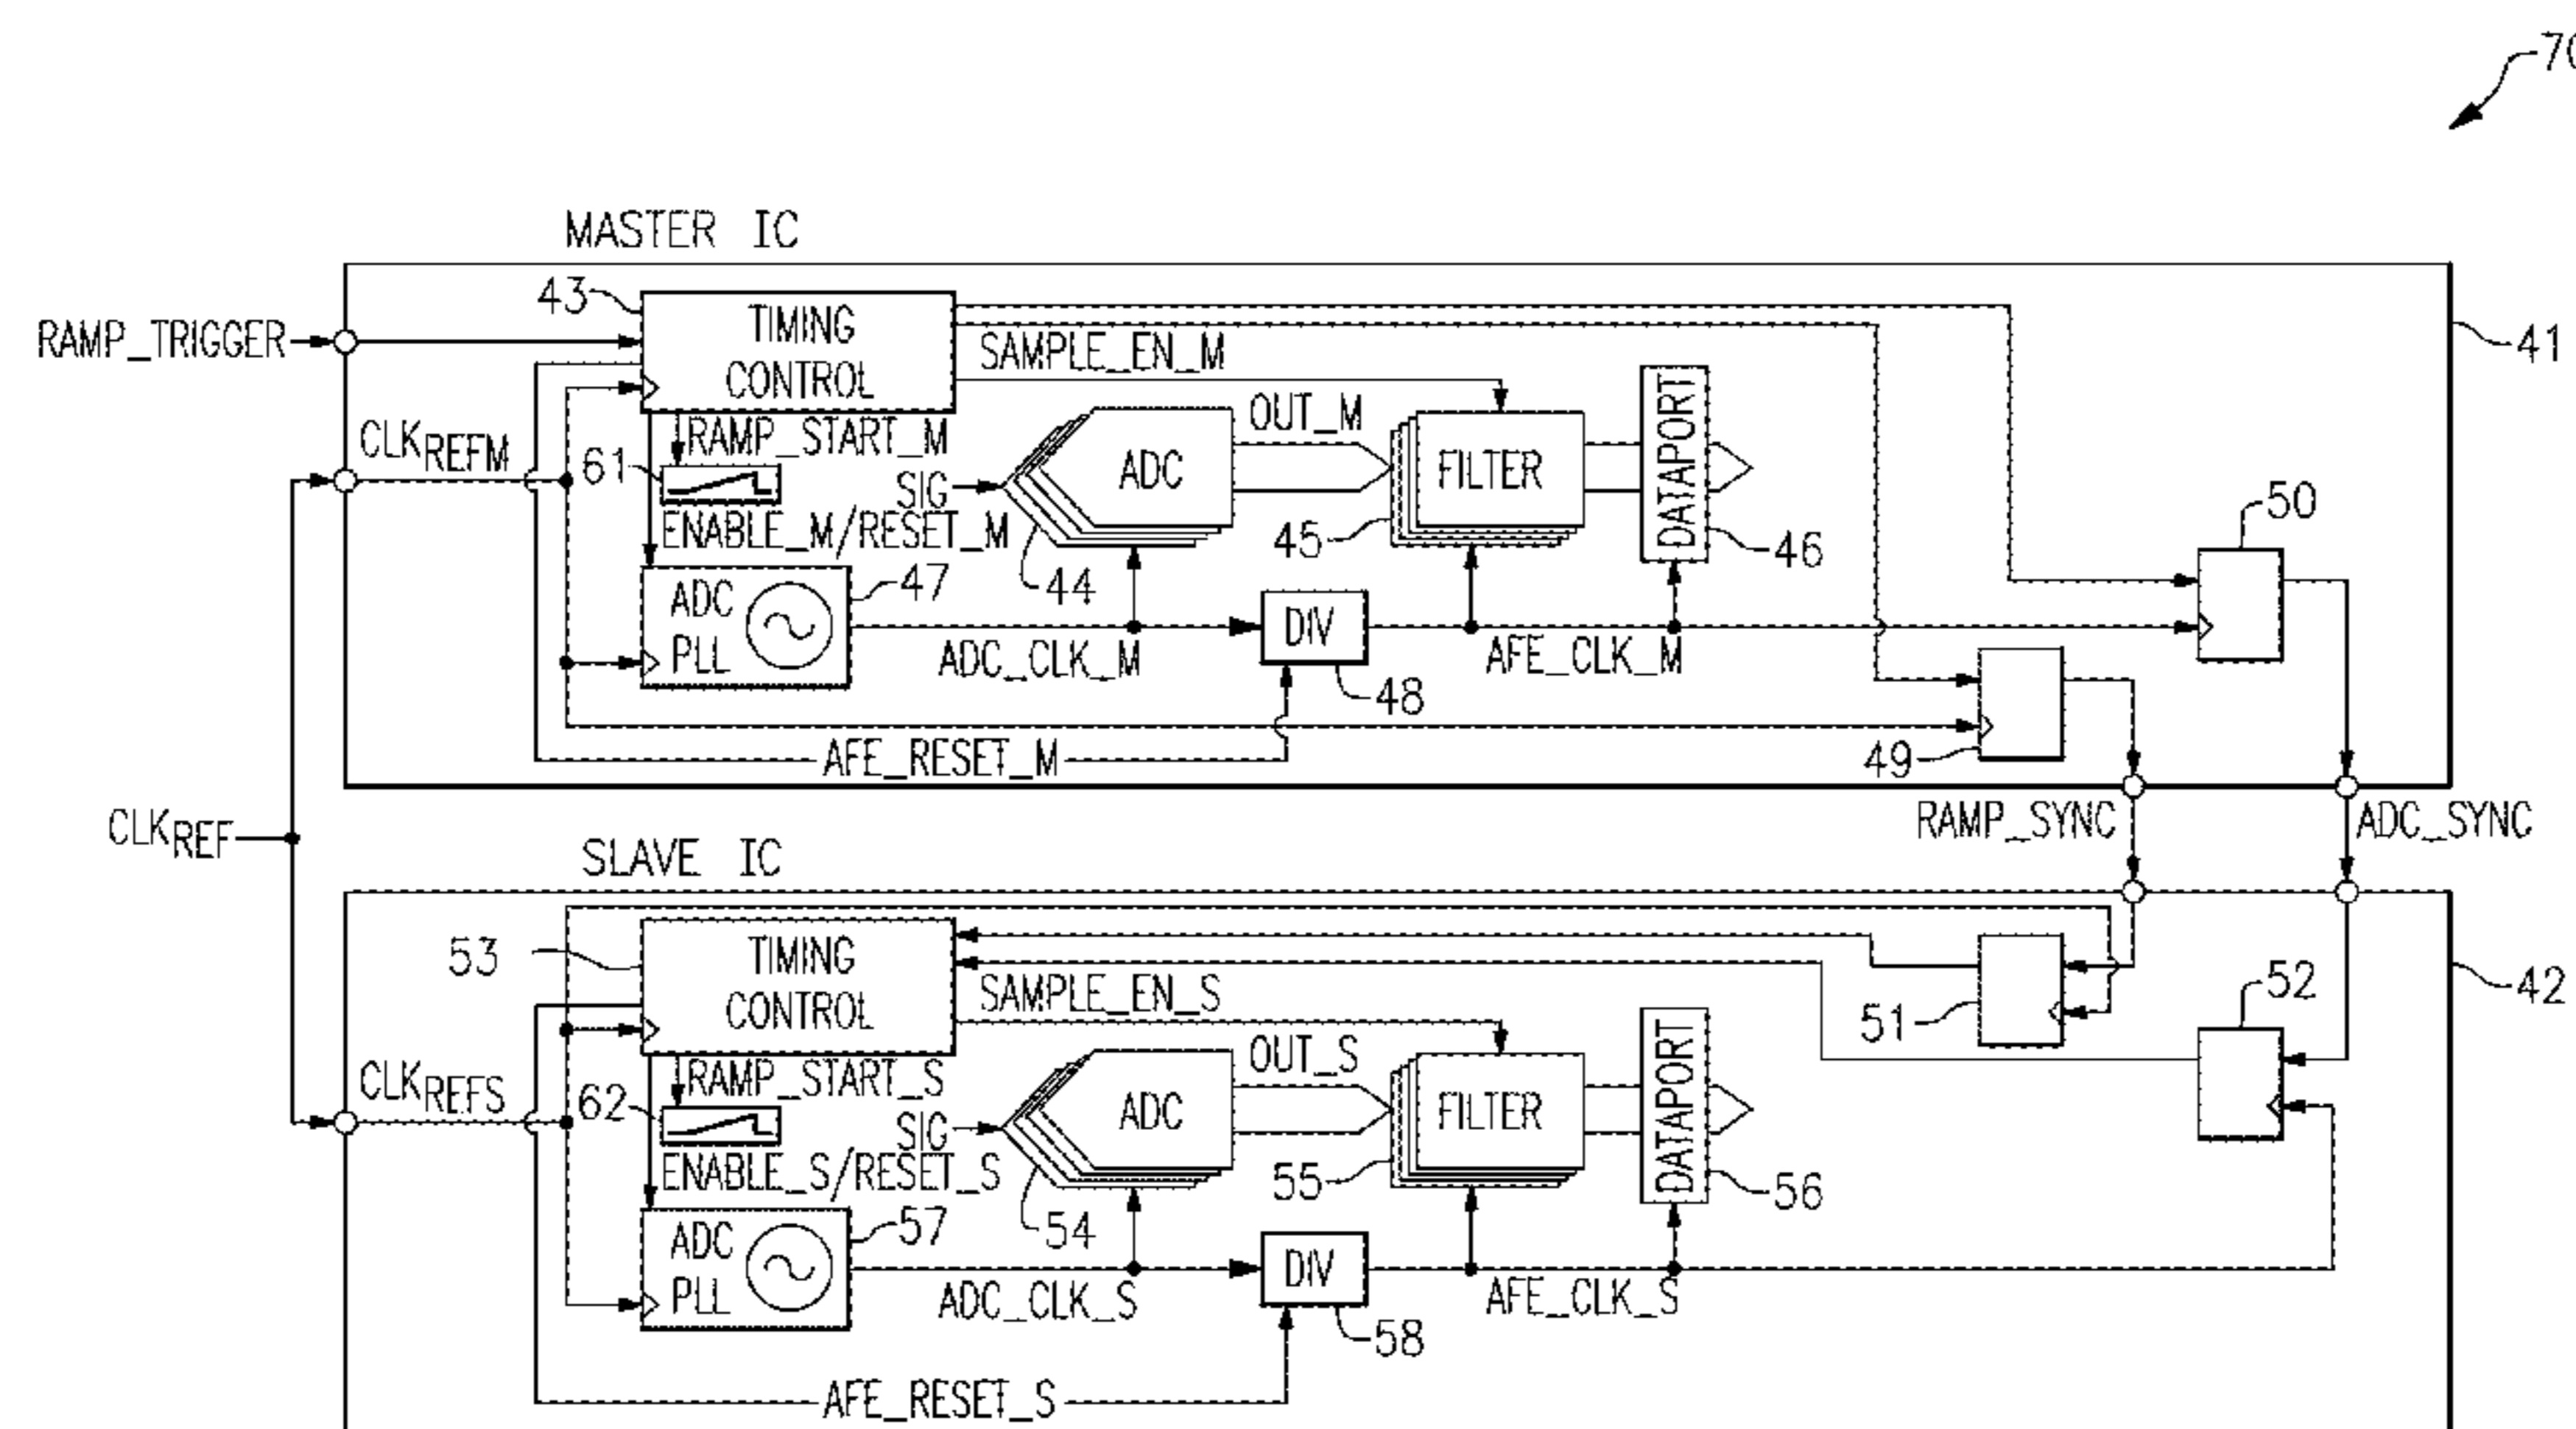 70
MASTER IC
43
TIMING
CONTROL
RAMP_TRIGGER
SAMPLE_EN_M
41
CLKREFM
RAMP_START_M
61
SIG
ADC
OUT_M
FILTER
DATAPORT
50
ENABLE_M/RESET_M
44
45
46
ADC
PLL
47
ADC_CLK_M
DIV
48
AFE_CLK_M
49
AFE_RESET_M
RAMP_SYNC
ADC_SYNC
CLKREF
SLAVE IC
53
TIMING
CONTROL
SAMPLE_EN_S
51
52
42
CLKREFS
RAMP_START_S
62
SIG
ADC
OUT_S
FILTER
DATAPORT
ENABLE_S/RESET_S
54
55
56
ADC
PLL
57
ADC_CLK_S
DIV
58
AFE_CLK_S
AFE_RESET_S